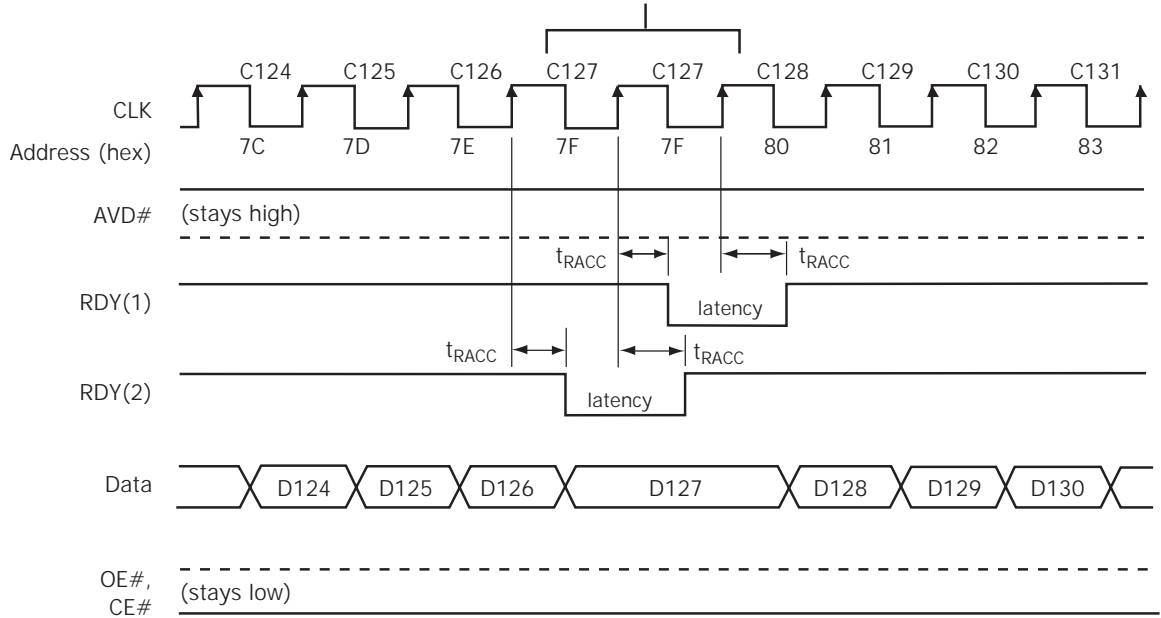 C124 C125 C126 C127 C127 C128 C129 C130 C131
CLK
Address (hex) 7C 7D 7E 7F 7F 80 81 82 83
AVD# (stays high)
tRACC tRACC
RDY(1) latency
tRACC tRACC
RDY(2) latency
Data D124 D125 D126 D127 D128 D129 D130
OE#, (stays low)
CE#